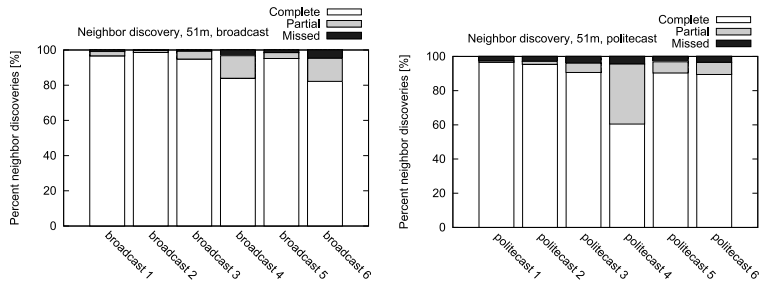 Complete
Neighbor discovery, 51m, broadcast
Partial
Missed
Percent neighbor discoveries [%]
100
80
60
40
20
0
broadcast 1
broadcast 2
broadcast 3
broadcast 4
broadcast 5
broadcast 6
Complete
Partial
Neighbor discovery, 51m, politecast
Missed
Percent neighbor discoveries [%]
100
80
60
40
20
0
politecast 1
politecast 2
politecast 3
politecast 4
politecast 5
politecast 6